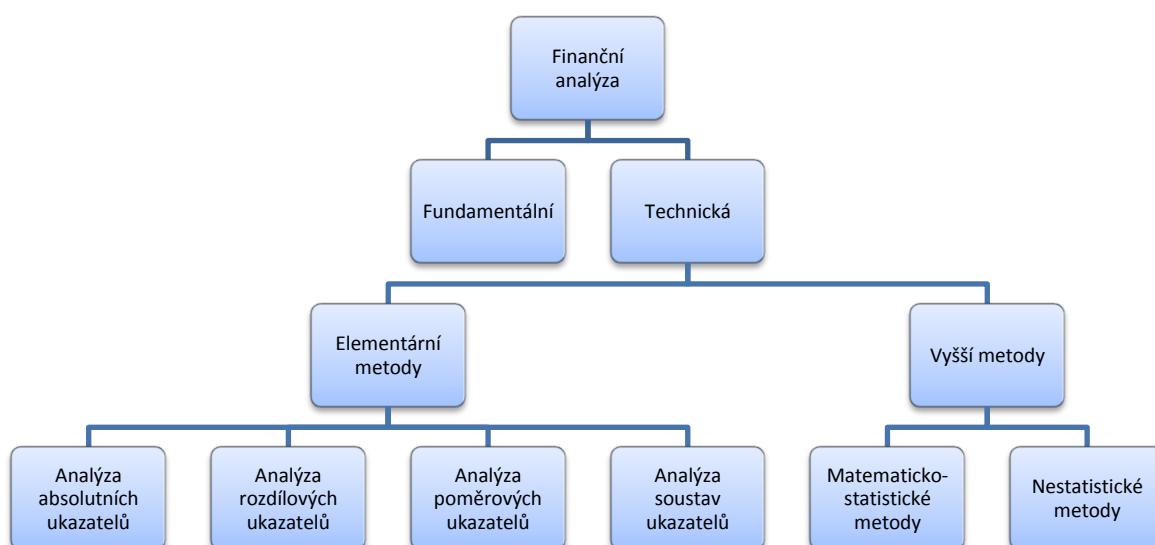 Finanční
analýza
Fundamentální
Technická
Elementární
metody
Vyšší metody
Analýza
absolutních
ukazatelů
Analýza
rozdílových
ukazatelů
Analýza
poměrových
ukazatelů
Analýza
soustav
ukazatelů
Matematicko-
statistické
metody
Nestatistické
metody